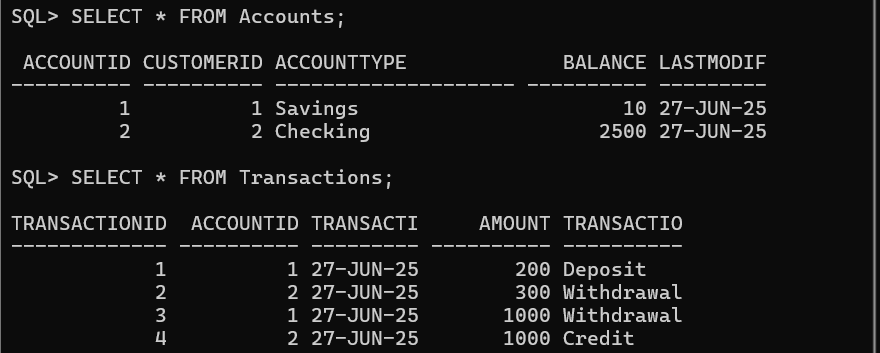 SQL> SELECT * FROM Accounts;
 ACCOUNTID CUSTOMERID ACCOUNTTYPE             BALANCE LASTMODIF
---------- ---------- -------------------- ---------- ---------
         1          1 Savings                      10 27-JUN-25
         2          2 Checking                   2500 27-JUN-25
SQL> SELECT * FROM Transactions;
TRANSACTIONID  ACCOUNTID TRANSACTI     AMOUNT TRANSACTIO
------------- ---------- --------- ---------- ----------
            1          1 27-JUN-25        200 Deposit
            2          2 27-JUN-25        300 Withdrawal
            3          1 27-JUN-25       1000 Withdrawal
            4          2 27-JUN-25       1000 Credit